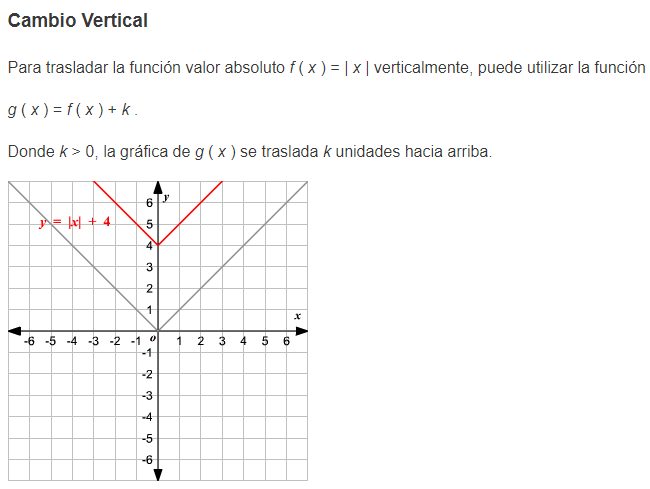 Cambio Vertical
Para trasladar la función valor absoluto f ( x ) = | x | verticalmente, puede utilizar la función
g ( x ) = f ( x ) + k .
Donde k > 0, la gráfica de g ( x ) se traslada k unidades hacia arriba.
y
6
y = |x| + 4
5
4
3
2
1
x
-6 -5 -4 -3 -2 -1 o 1 2 3 4 5 6
-1
-2
-3
-4
-5
-6